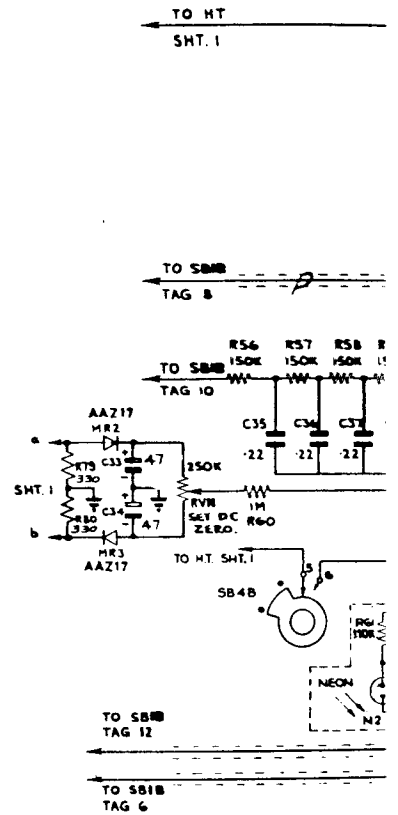 TO HT
SHT. 1
TO SB1B
TAG 8
R56 R57 R58 R
150K 150K 150K 15
TO SB1B
TAG 10
C35 C36 C37
.22 .22 .22
AAZ17
MR2
a
R79
330
C33
+
47
250K
SHT. 1
R80
330
C34
+
47
RV11
SET DC
ZERO.
1M
R60
b
MR3
AAZ17
TO H.T. SHT. 1
5 6
SB4B
R61
NEON
N2
TO SB1B
TAG 12
TO SB1B
TAG 6